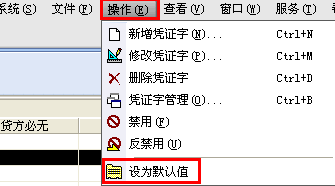 系统(S) 文件(F) 操作(E) 查看(V) 窗口(W) 服务(T)
新增凭证字(N)... Ctrl+N
修改凭证字(P)... Ctrl+M
删除凭证字 Ctrl+D
凭证字管理(O)... Ctrl+B
禁用(F)
反禁用(U)
设为默认值
贷方必无